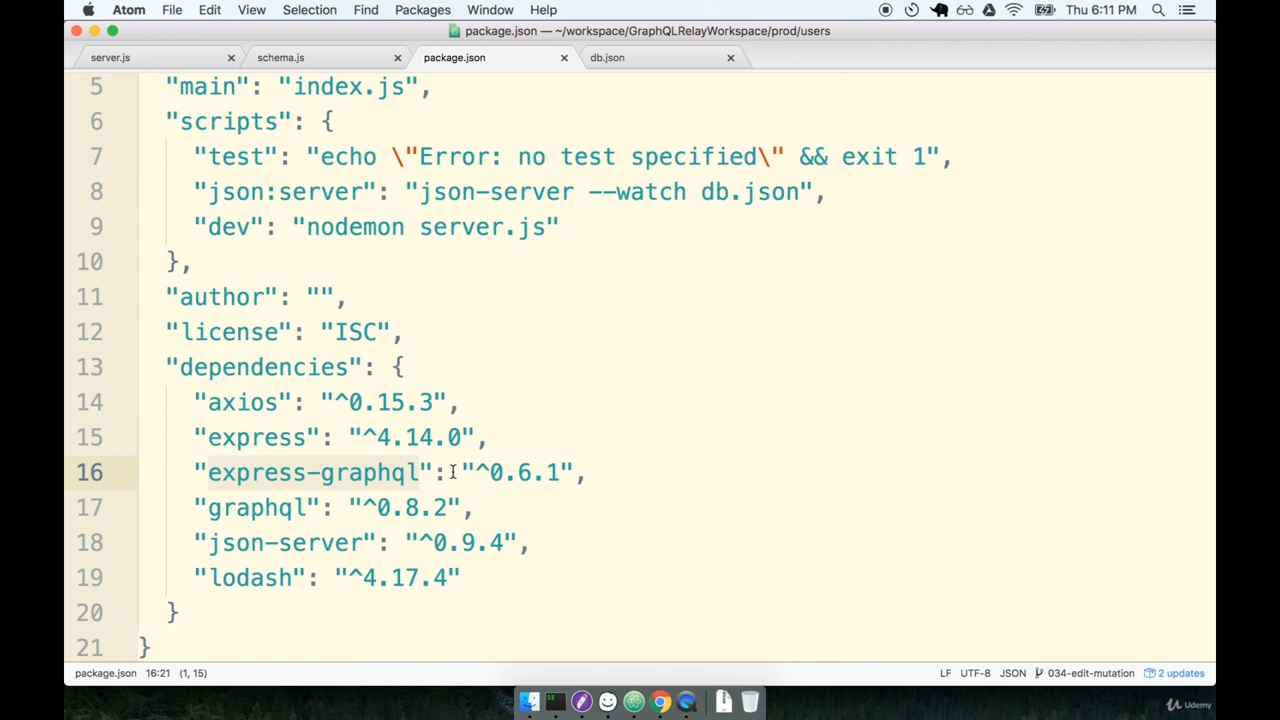 Atom File Edit View Selection Find Packages Window Help Thu 6:11 PM
package.json — ~/workspace/GraphQLRelayWorkspace/prod/users
server.js schema.js package.json db.json
5 "main": "index.js",
6 "scripts": {
7 "test": "echo \"Error: no test specified\" && exit 1",
8 "json:server": "json-server --watch db.json",
9 "dev": "nodemon server.js"
10 },
11 "author": "",
12 "license": "ISC",
13 "dependencies": {
14 "axios": "^0.15.3",
15 "express": "^4.14.0",
16 "express-graphql": "^0.6.1",
17 "graphql": "^0.8.2",
18 "json-server": "^0.9.4",
19 "lodash": "^4.17.4"
20 }
21 }
package.json 16:21 (1, 15) LF UTF-8 JSON 034-edit-mutation 2 updates
Udemy